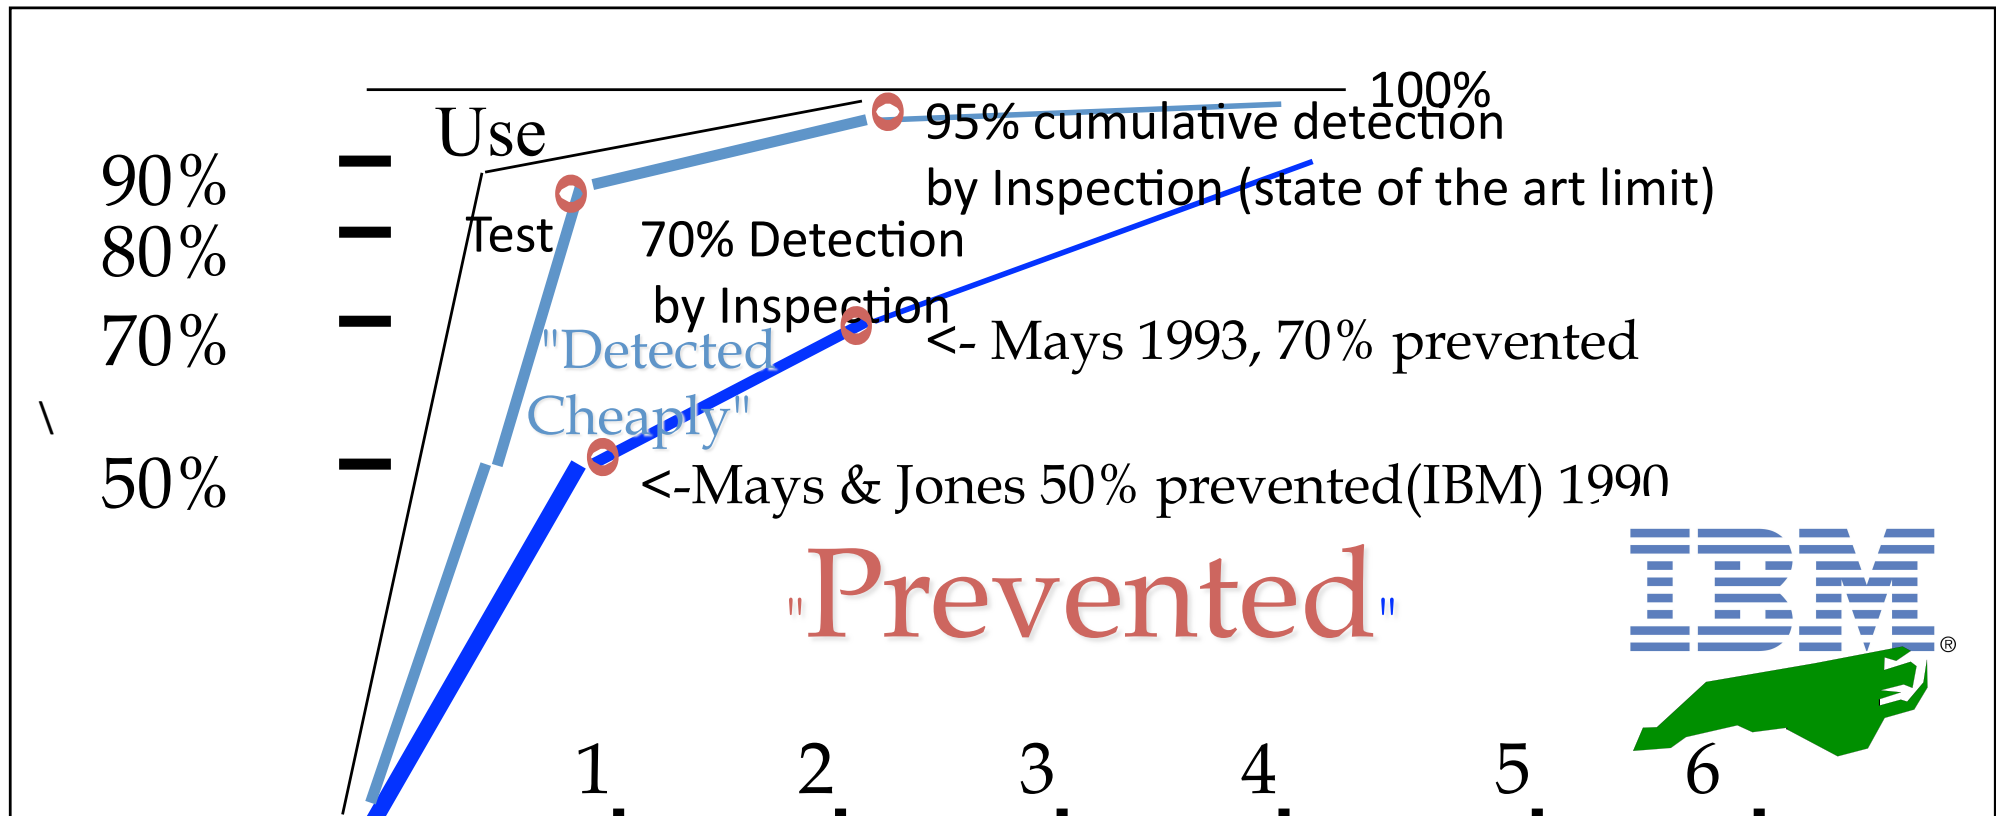 100%
Use
95% cumulative detection
90%
by Inspection (state of the art limit)
Test
70% Detection
80%
by Inspection
70%
"Detected
<- Mays 1993, 70% prevented
Cheaply"
\
50%
<-Mays & Jones 50% prevented(IBM) 1990
"Prevented"
IBM®
1 2 3 4 5 6